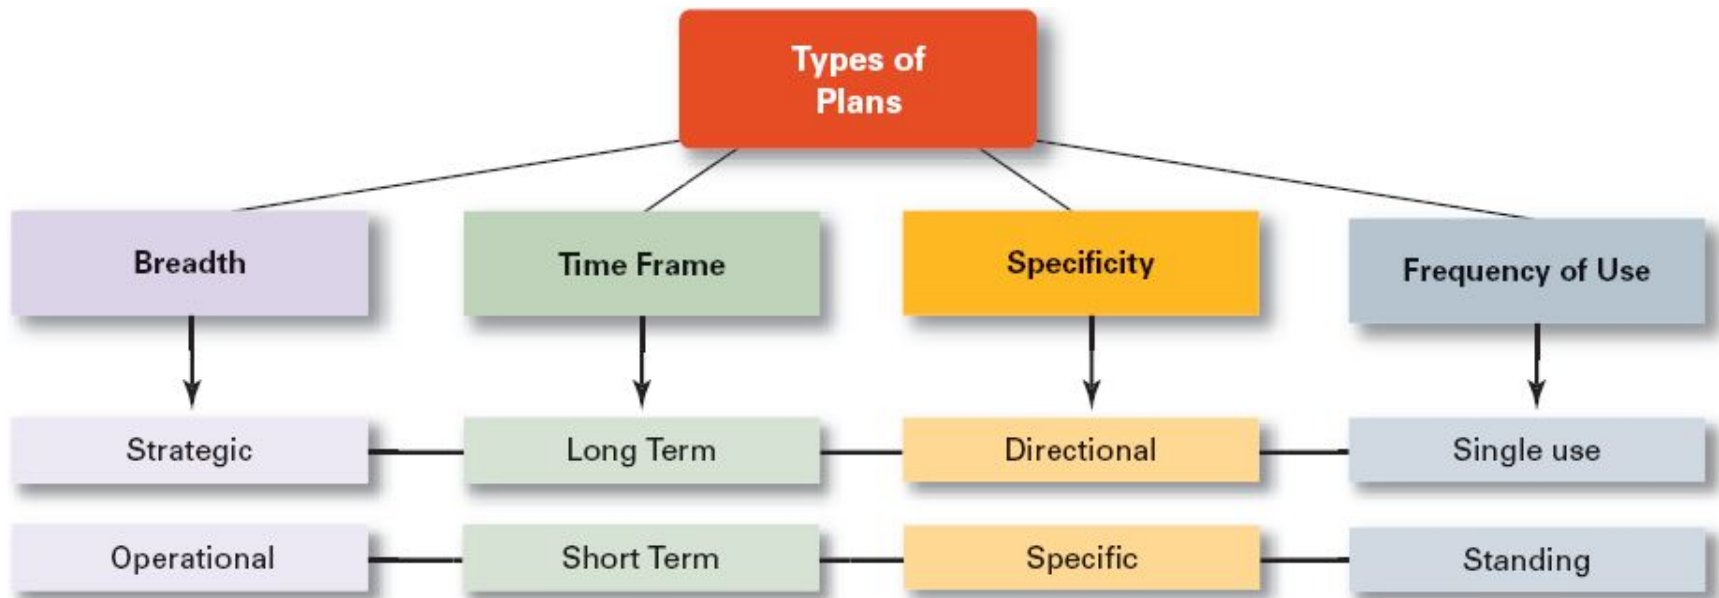 Types of
Plans
Breadth
Time Frame
Specificity
Frequency of Use
Strategic
Long Term
Directional
Single use
Operational
Short Term
Specific
Standing